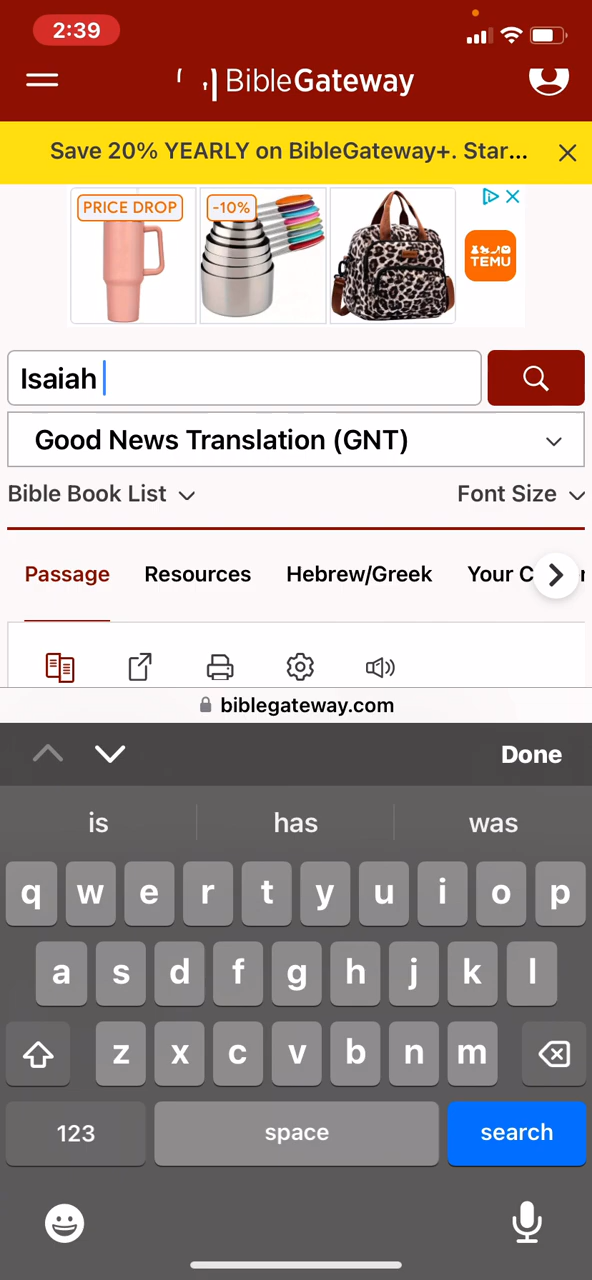 2:39
BibleGateway
Save 20% YEARLY on BibleGateway+. Star...
PRICE DROP
-10%
TEMU
Isaiah
Good News Translation (GNT)
Bible Book List
Font Size
Passage Resources Hebrew/Greek Your C
biblegateway.com
Done
is has was
q w e r t y u i o p
a s d f g h j k l
z x c v b n m
123 space search